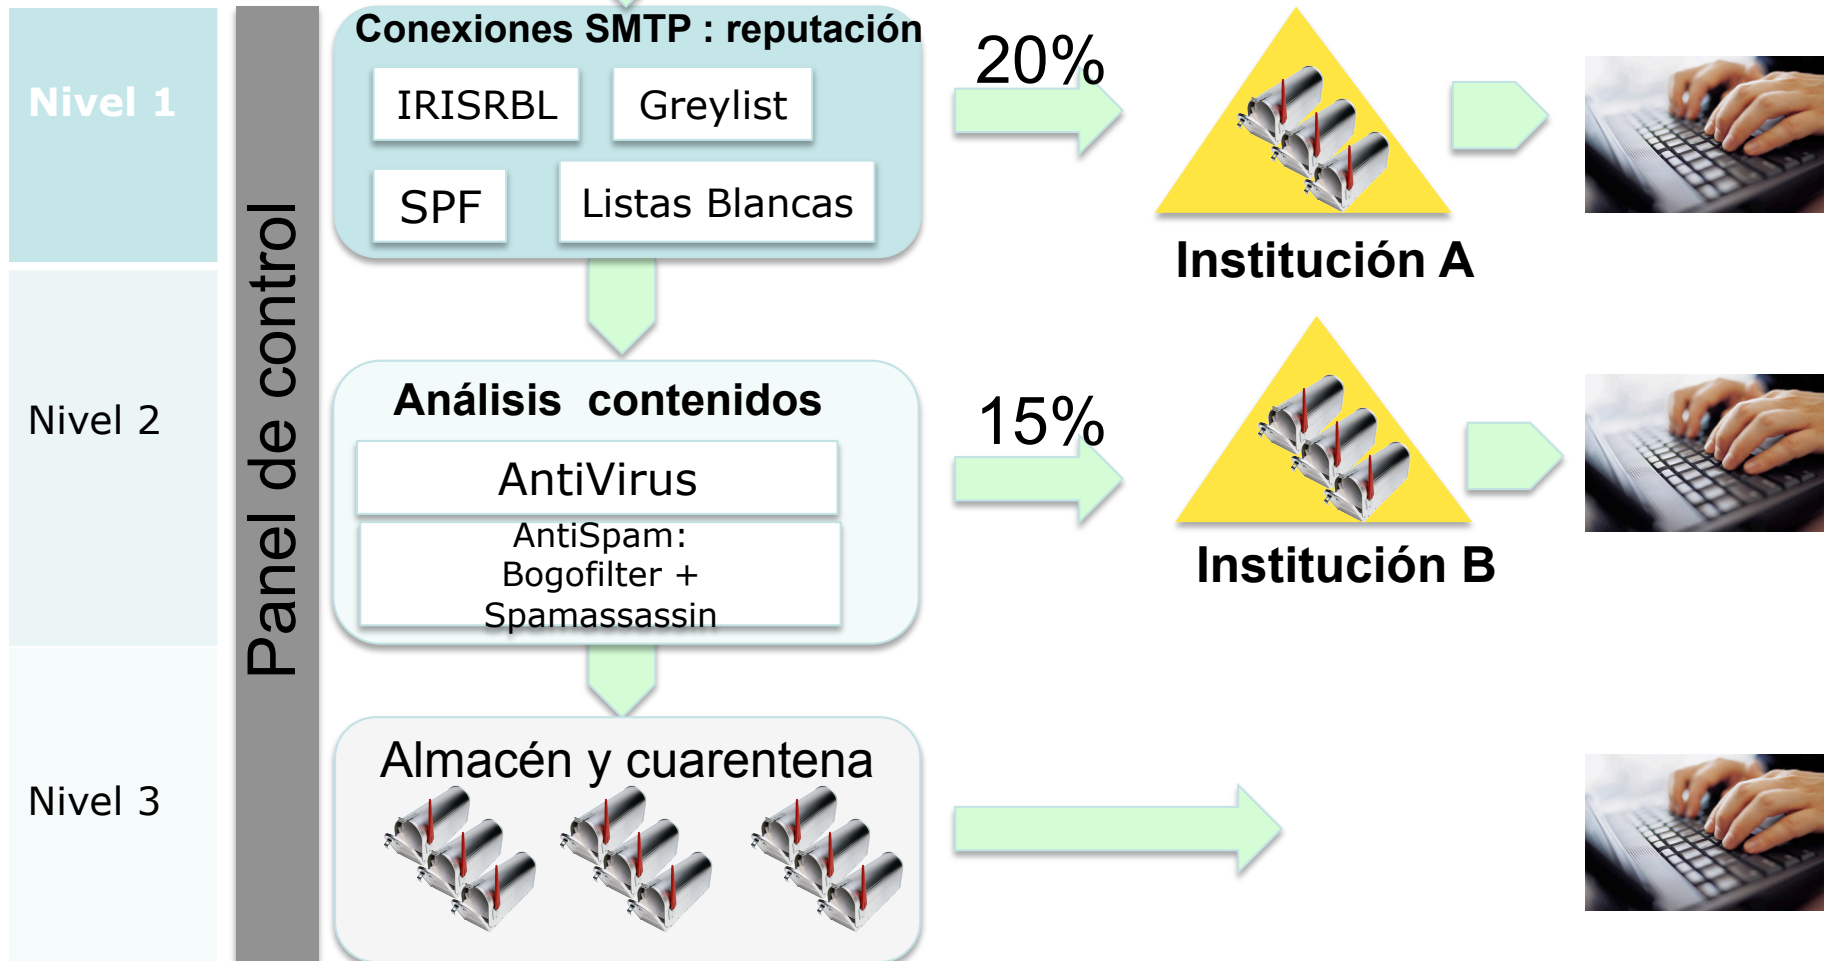 Nivel 1
Panel de control
Conexiones SMTP : reputación
IRISRBL
Greylist
SPF
Listas Blancas
20%
Institución A
Nivel 2
Análisis contenidos
AntiVirus
AntiSpam:
Bogofilter +
Spamassassin
15%
Institución B
Nivel 3
Almacén y cuarentena